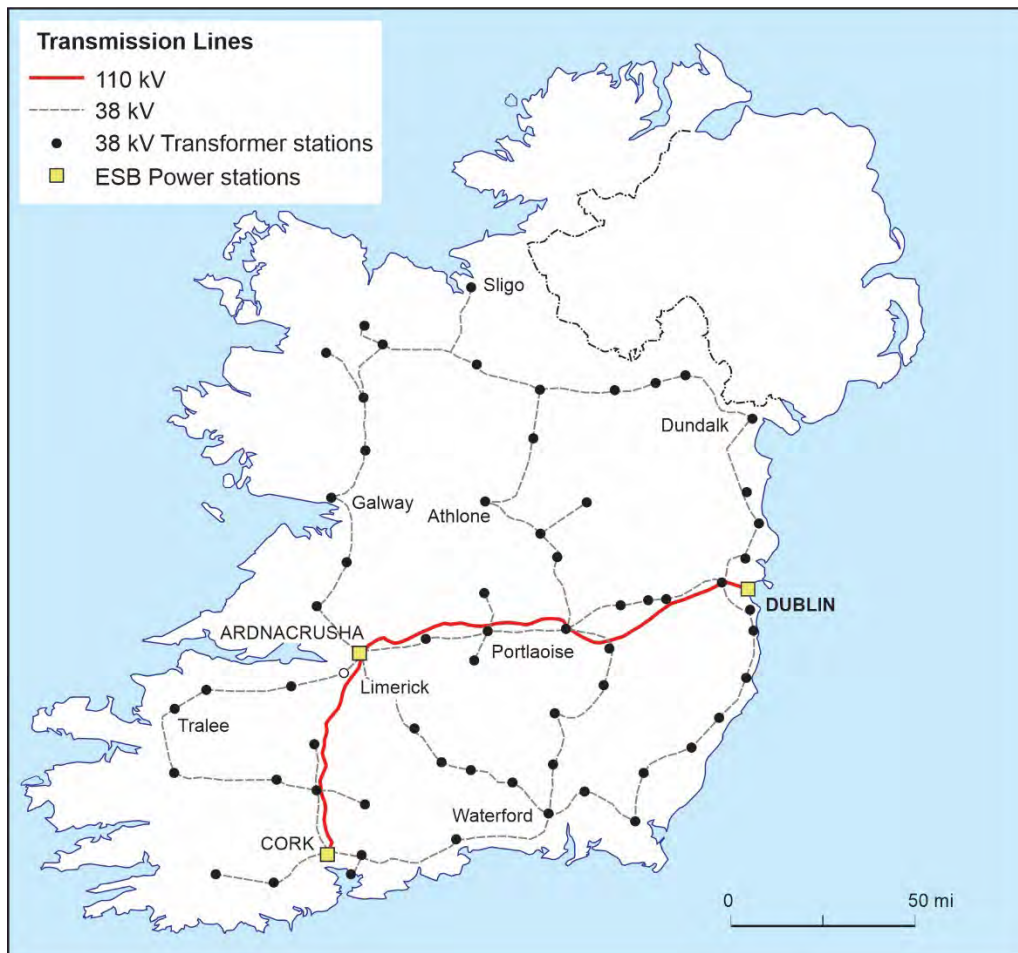 Transmission Lines
110 kV
38 kV
38 kV Transformer stations
ESB Power stations
Sligo
Dundalk
Galway
Athlone
DUBLIN
ARDNACRUSHA
Portlaoise
Limerick
Tralee
Waterford
CORK
0 50 mi